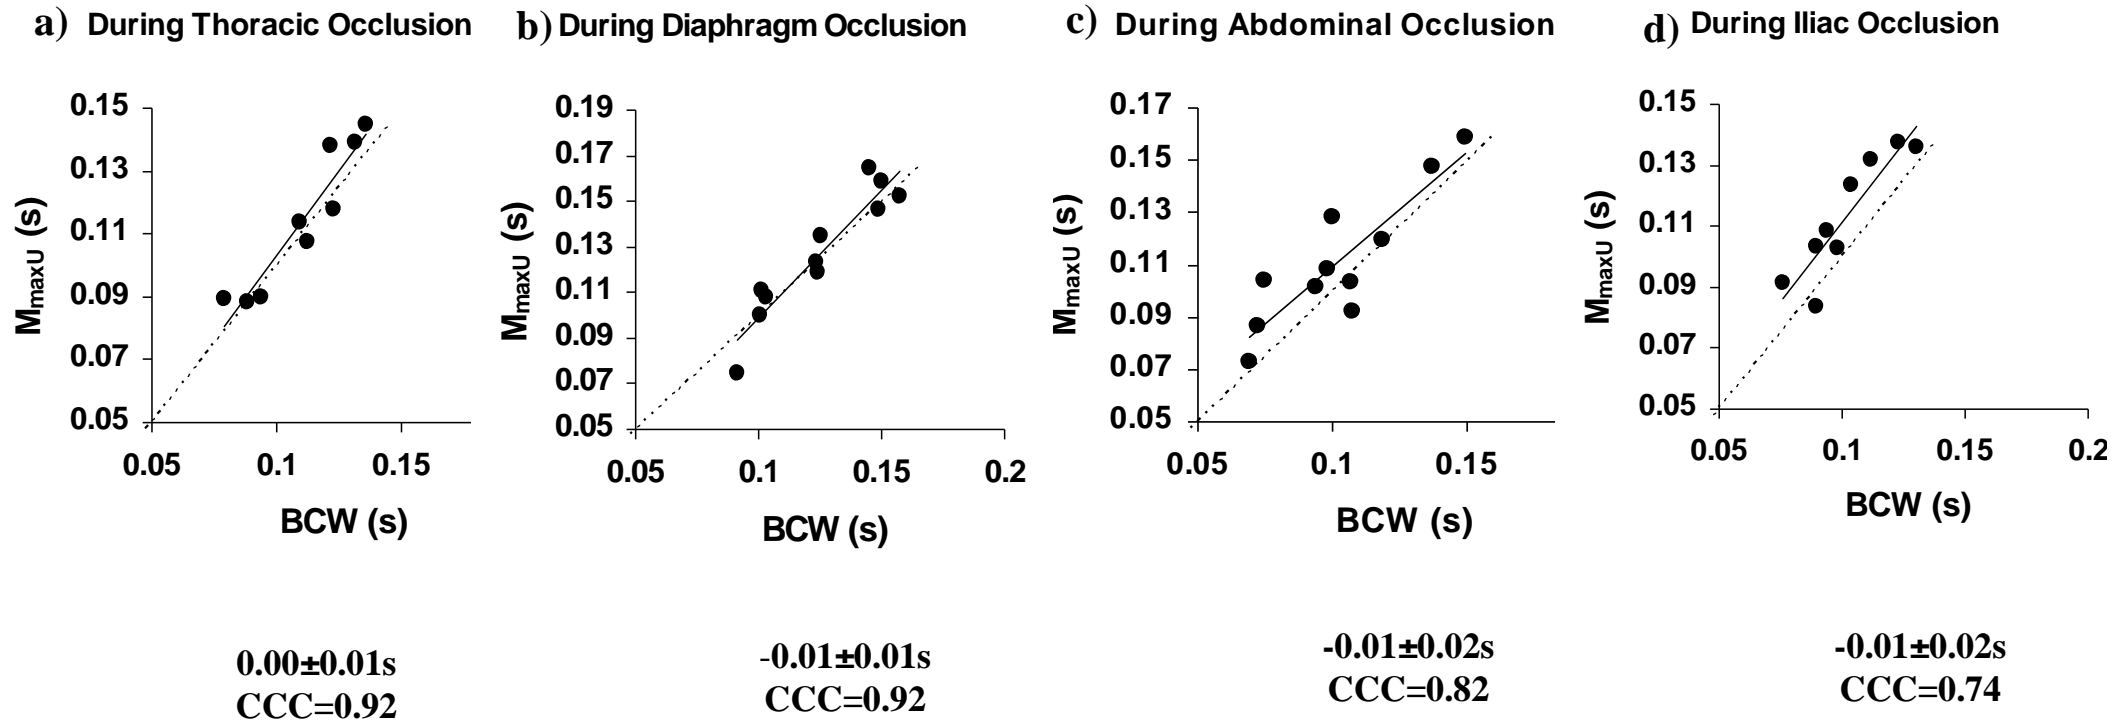 a) During Thoracic Occlusion
0.15
0.13
0.11
0.09
0.07
0.05
MmaxU (s)
0.05 0.1 0.15
BCW (s)
0.00±0.01s
CCC=0.92
b) During Diaphragm Occlusion
0.19
0.17
0.15
0.13
0.11
0.09
0.07
0.05
MmaxU (s)
0.05 0.1 0.15 0.2
BCW (s)
-0.01±0.01s
CCC=0.92
c) During Abdominal Occlusion
0.17
0.15
0.13
0.11
0.09
0.07
0.05
MmaxU (s)
0.05 0.1 0.15
BCW (s)
-0.01±0.02s
CCC=0.82
d) During Iliac Occlusion
0.15
0.13
0.11
0.09
0.07
0.05
MmaxU (s)
0.05 0.1 0.15 0.2
BCW (s)
-0.01±0.02s
CCC=0.74